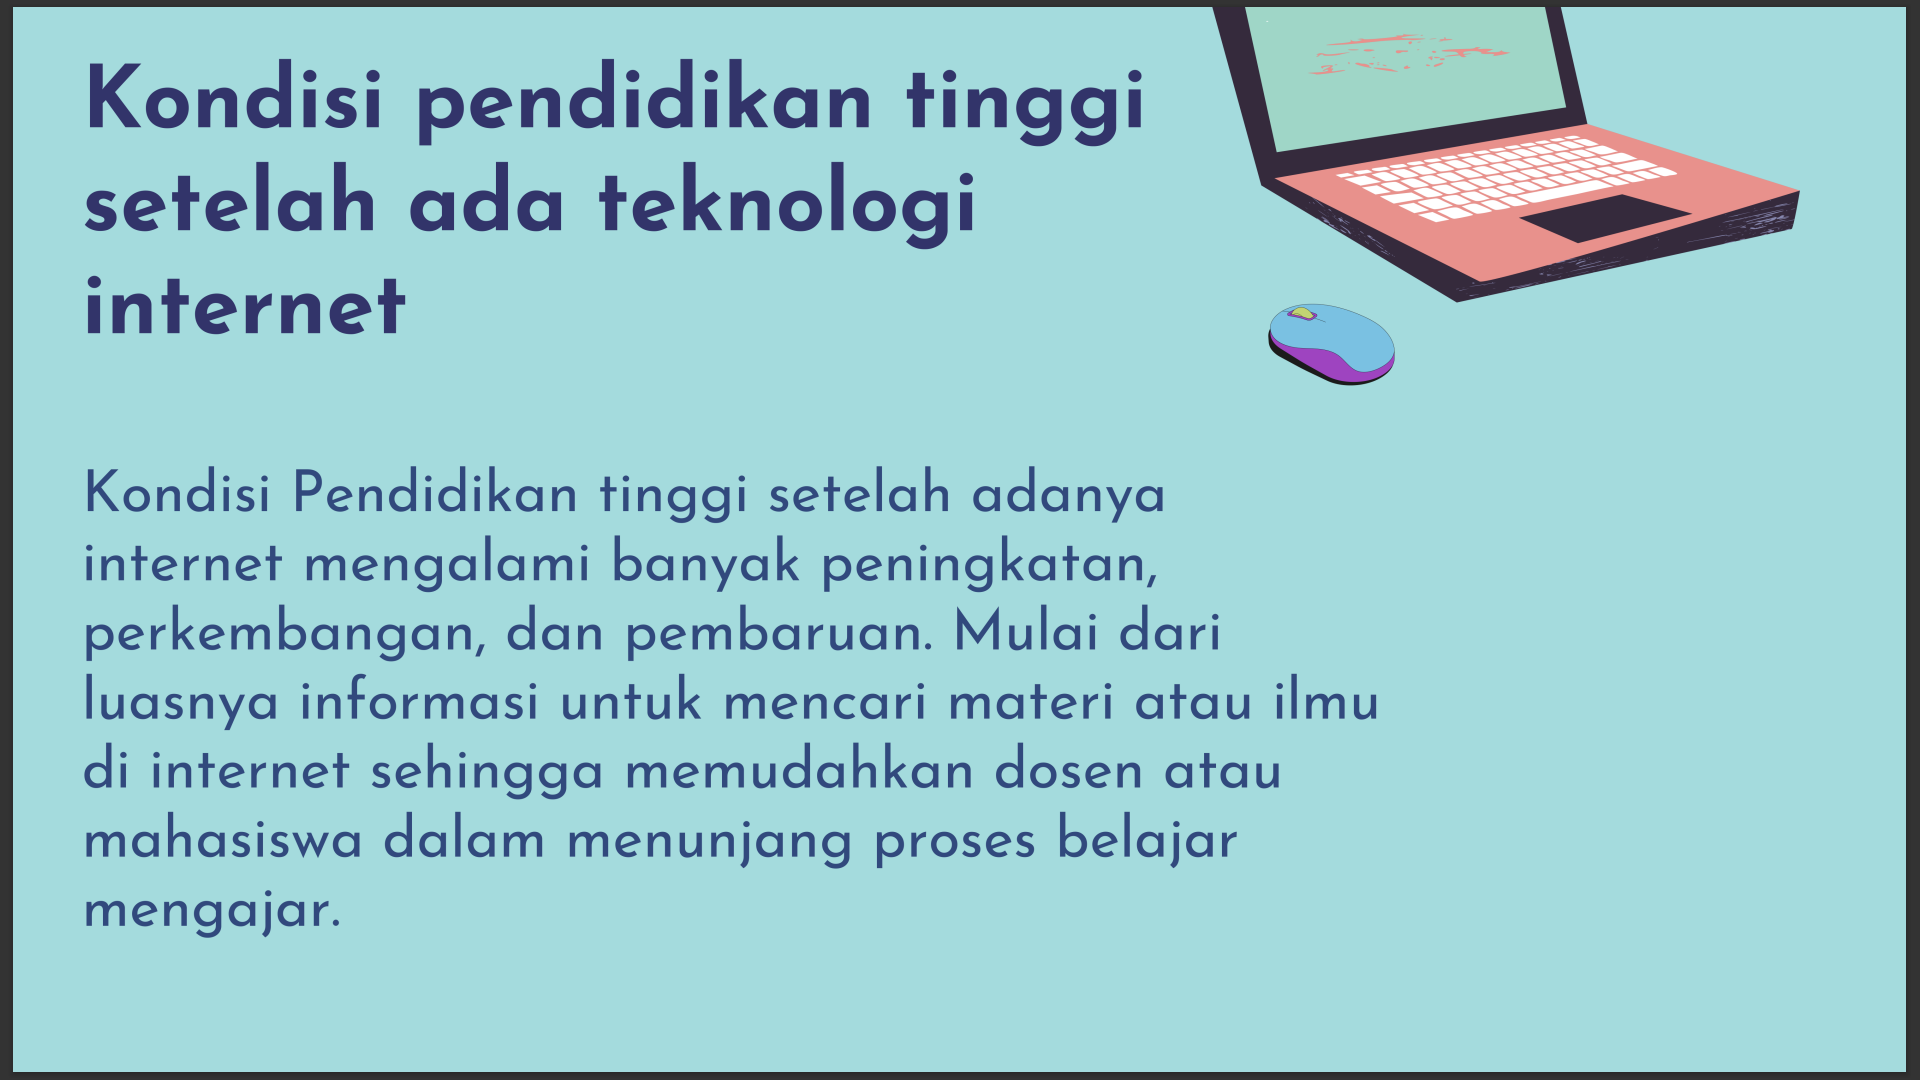 Kondisi pendidikan tinggi
setelah ada teknologi
internet
Kondisi Pendidikan tinggi setelah adanya
internet mengalami banyak peningkatan,
perkembangan, dan pembaruan. Mulai dari
luasnya informasi untuk mencari materi atau ilmu
di internet sehingga memudahkan dosen atau
mahasiswa dalam menunjang proses belajar
mengajar.